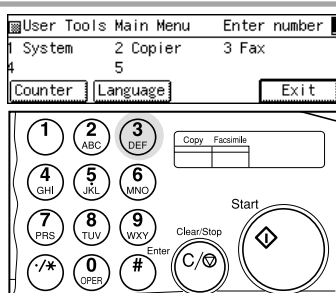 User Tools Main Menu Enter number
1 System 2 Copier 3 Fax
4 5
Counter Language Exit
1 2 ABC 3 DEF
Copy Facsimile
4 GHI 5 JKL 6 MNO
Start
7 PRS 8 TUV 9 WXY
Clear/Stop
Enter
·/* 0 OPER # C/